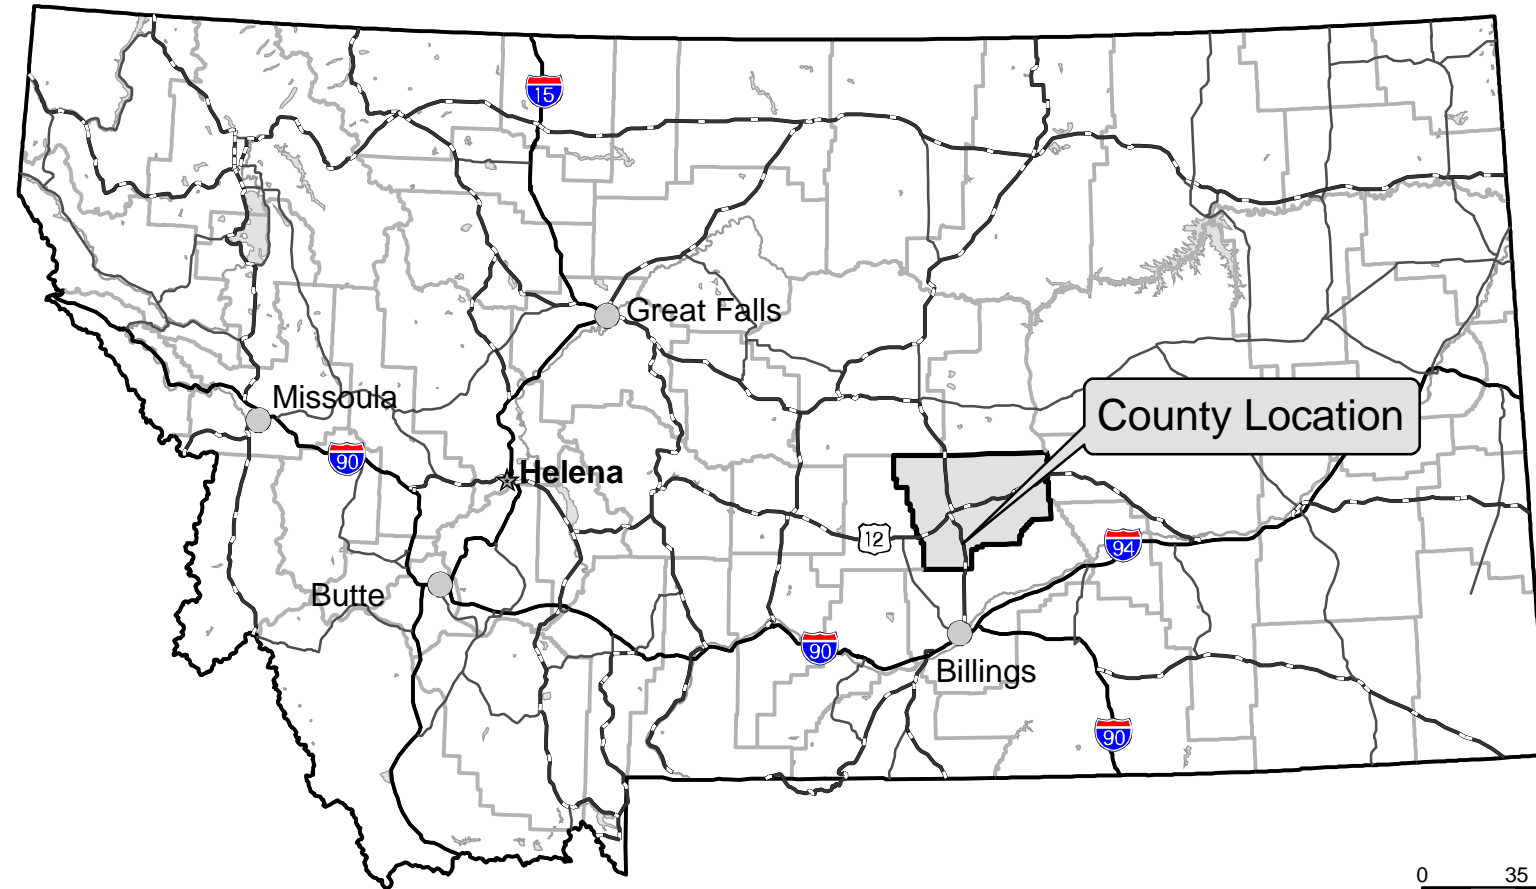 15
Great Falls
Missoula
County Location
90
Helena
12
94
Butte
90
Billings
90
0 35